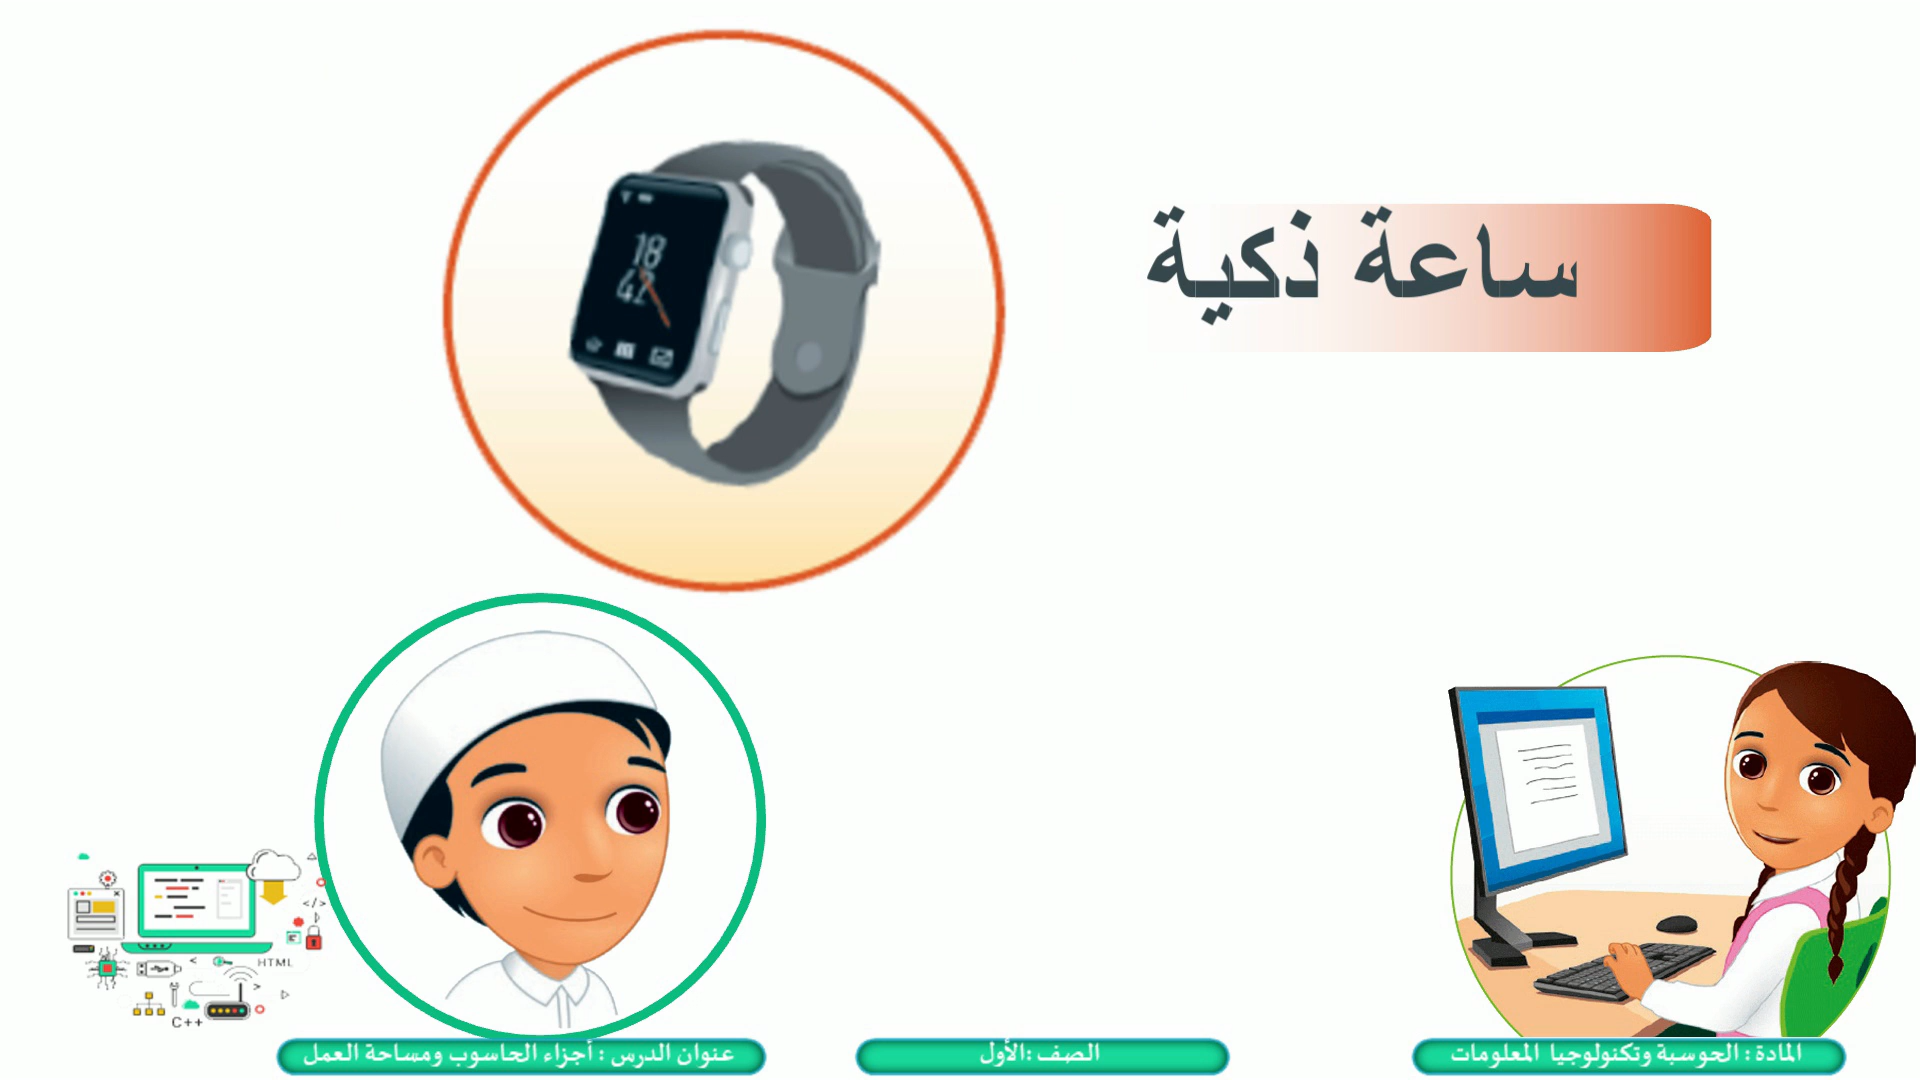 ساعة ذكية
18
42
HTML
C++
المادة : الحوسبة وتكنولوجيا المعلومات
الصف :الأول
عنوان الدرس : أجزاء الحاسوب ومساحة العمل